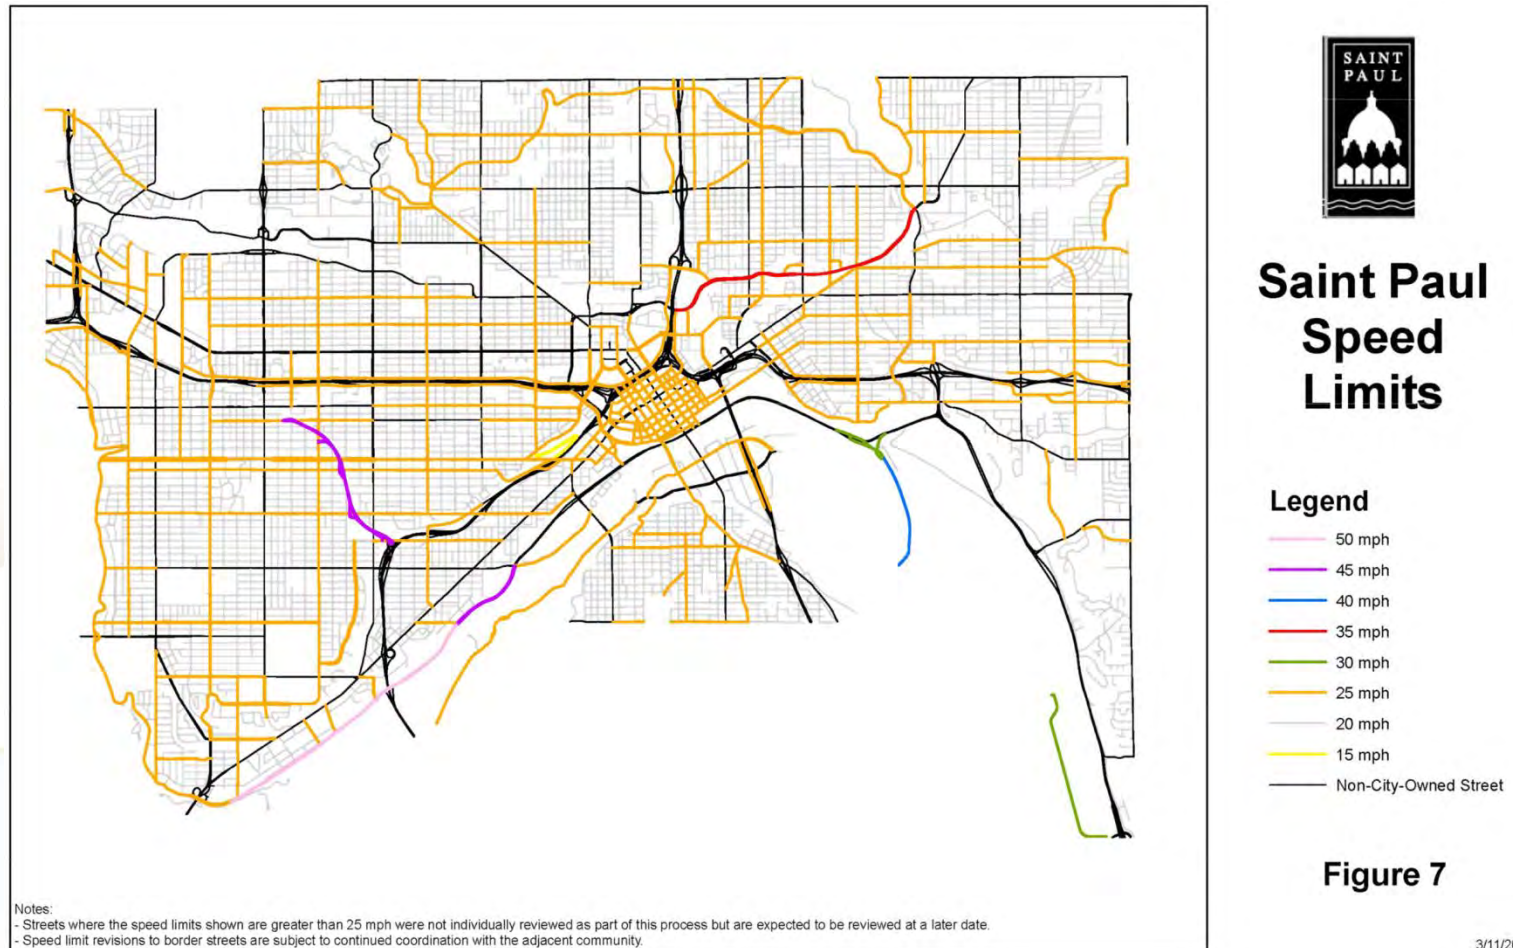 SAINT
PAUL
Saint Paul
Speed
Limits
Legend
50 mph
45 mph
40 mph
35 mph
30 mph
25 mph
20 mph
15 mph
Non-City-Owned Street
Figure 7
Notes:
- Streets where the speed limits shown are greater than 25 mph were not individually reviewed as part of this process but are expected to be reviewed at a later date.
- Speed limit revisions to border streets are subject to continued coordination with the adjacent community.
3/11/20